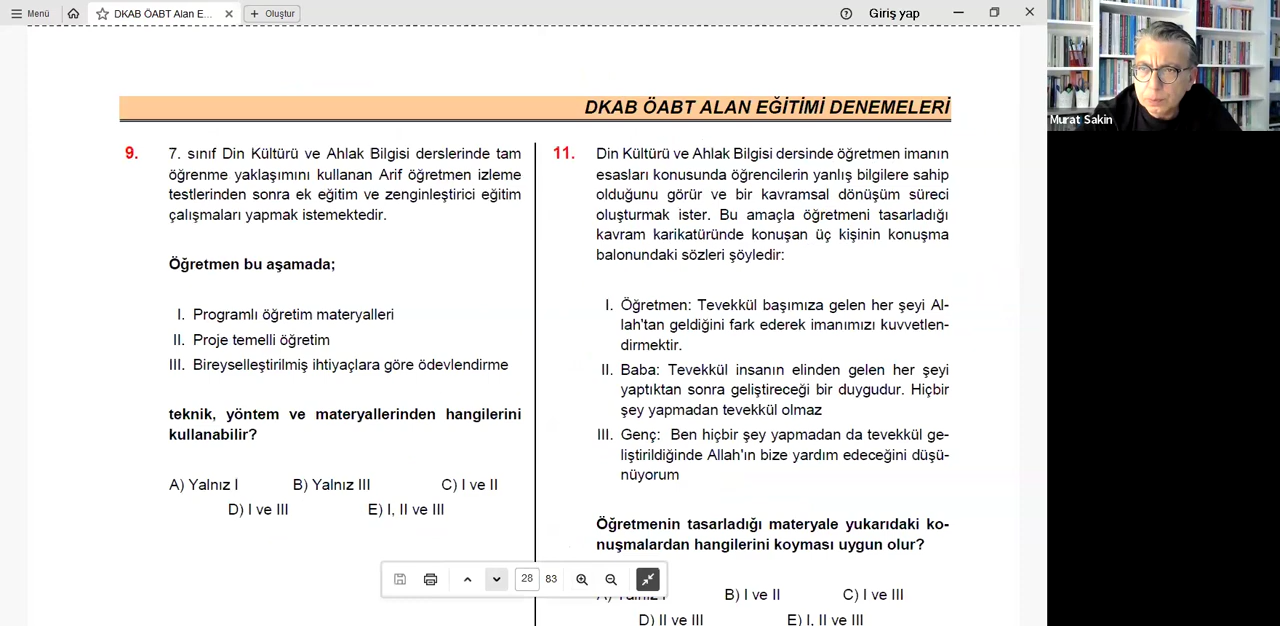 Menü
DKAB ÖABT Alan E...
Oluştur
Giriş yap
Murat Sakin
DKAB ÖABT ALAN EĞİTİMİ DENEMELERİ
9. 7. sınıf Din Kültürü ve Ahlak Bilgisi derslerinde tam
öğrenme yaklaşımını kullanan Arif öğretmen izleme
testlerinden sonra ek eğitim ve zenginleştirici eğitim
çalışmaları yapmak istemektedir.
Öğretmen bu aşamada;
I. Programlı öğretim materyalleri
II. Proje temelli öğretim
III. Bireyselleştirilmiş ihtiyaçlara göre ödevlendirme
teknik, yöntem ve materyallerinden hangilerini
kullanabilir?
A) Yalnız I B) Yalnız III C) I ve II
D) I ve III E) I, II ve III
11. Din Kültürü ve Ahlak Bilgisi dersinde öğretmen imanın
esasları konusunda öğrencilerin yanlış bilgilere sahip
olduğunu görür ve bir kavramsal dönüşüm süreci
oluşturmak ister. Bu amaçla öğretmeni tasarladığı
kavram karikatüründe konuşan üç kişinin konuşma
balonundaki sözleri şöyledir:
I. Öğretmen: Tevekkül başımıza gelen her şeyi Al-
lah'tan geldiğini fark ederek imanımızı kuvvetlen-
dirmektir.
II. Baba: Tevekkül insanın elinden gelen her şeyi
yaptıktan sonra geliştireceği bir duygudur. Hiçbir
şey yapmadan tevekkül olmaz
III. Genç: Ben hiçbir şey yapmadan da tevekkül ge-
liştirildiğinde Allah'ın bize yardım edeceğini düşü-
nüyorum
Öğretmenin tasarladığı materyale yukarıdaki ko-
nuşmalardan hangilerini koyması uygun olur?
A) Yalnız I B) I ve II C) I ve III
D) II ve III E) I, II ve III
28 83